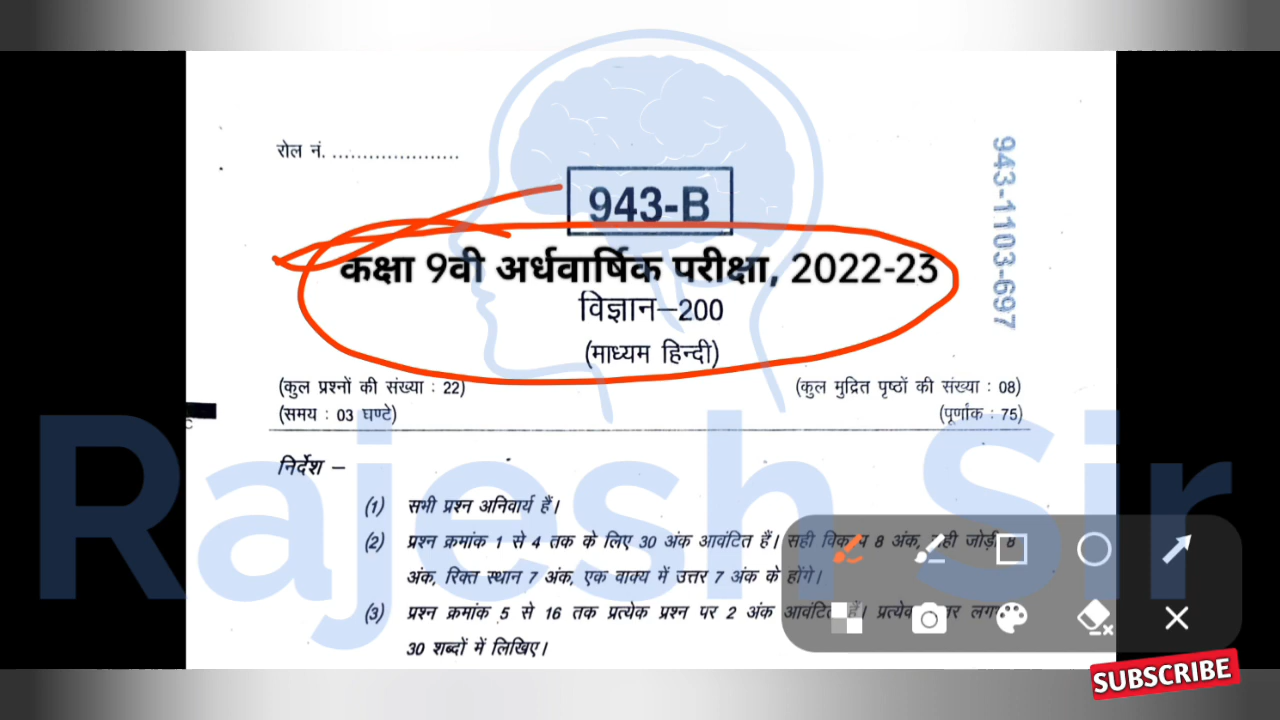 रोल नं. .....................
943-B
943-1103-697
कक्षा 9वी अर्धवार्षिक परीक्षा, 2022-23
विज्ञान–200
(माध्यम हिन्दी)
(कुल प्रश्नों की संख्या : 22) (कुल मुद्रित पृष्ठों की संख्या : 08)
(समय : 03 घण्टे) (पूर्णांक : 75)
निर्देश –
(1) सभी प्रश्न अनिवार्य हैं।
(2) प्रश्न क्रमांक 1 से 4 तक के लिए 30 अंक आवंटित हैं। सही 8 अंक, जोड़ी 8
अंक, रिक्त स्थान 7 अंक, एक वाक्य में उत्तर 7 अंक के होंगे।
(3) प्रश्न क्रमांक 5 से 16 तक प्रत्येक प्रश्न पर 2 अंक
30 शब्दों में लिखिए।
Rajesh Sir
SUBSCRIBE